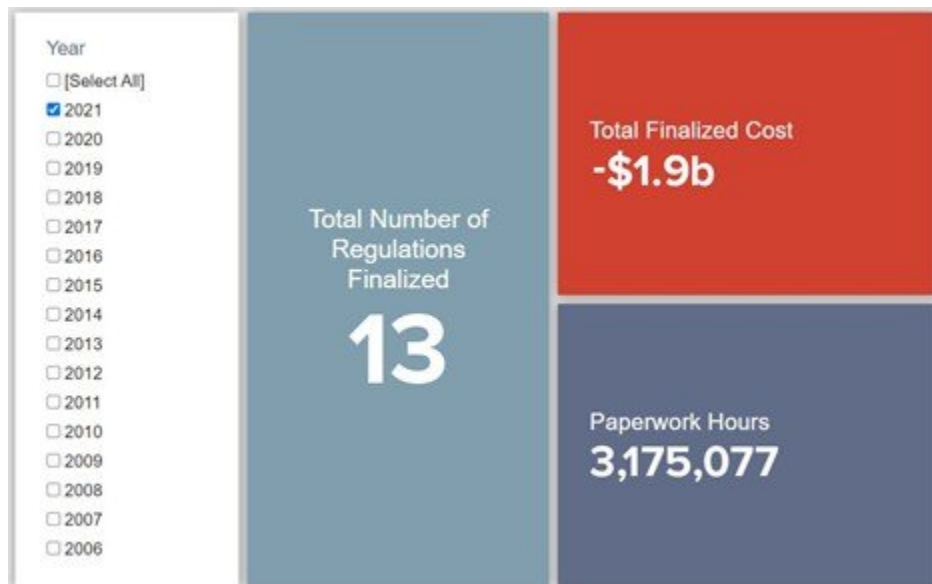 Year
[Select All]
2021
2020
2019
2018
2017
2016
2015
2014
2013
2012
2011
2010
2009
2008
2007
2006
Total Number of
Regulations
Finalized
13
Total Finalized Cost
-$1.9b
Paperwork Hours
3,175,077